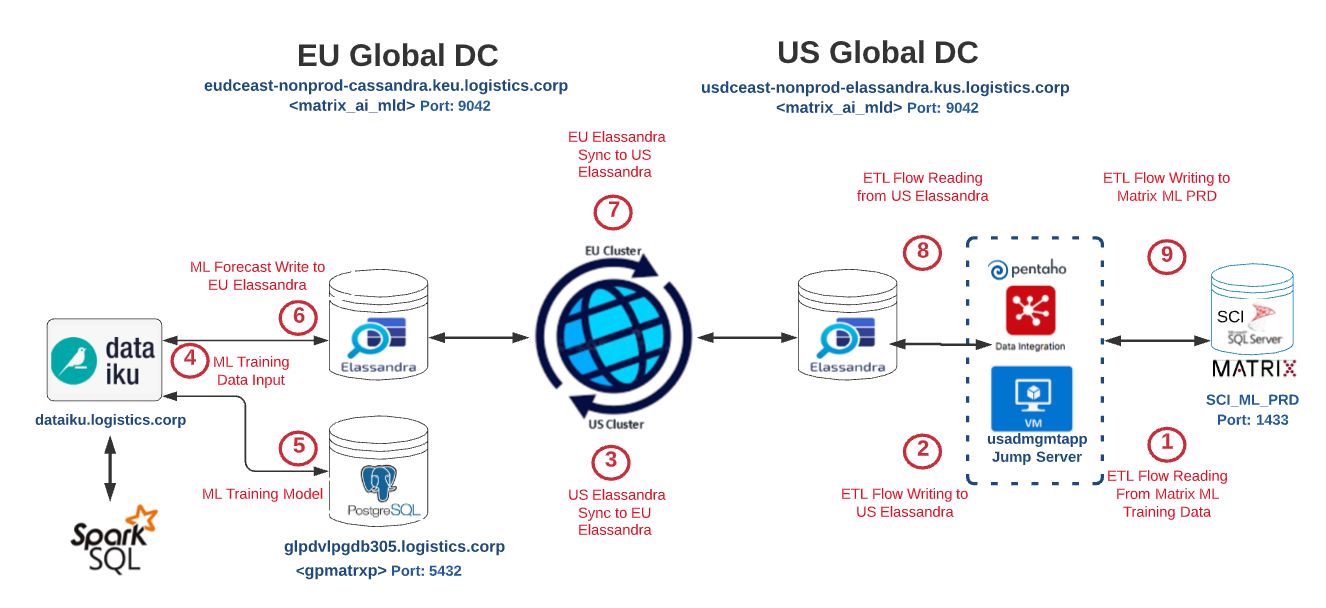 EU Global DC
eudceast-nonprod-cassandra.keu.logistics.corp
<matrix_ai_mld> Port: 9042
US Global DC
usdceast-nonprod-elassandra.kus.logistics.corp
<matrix_ai_mld> Port: 9042
EU Elassandra
Sync to US
Elassandra
7
EU Cluster
US Cluster
3
US Elassandra
Sync to EU
Elassandra
ETL Flow Reading
from US Elassandra
8
ETL Flow Writing to
Matrix ML PRD
9
ML Forecast Write to
EU Elassandra
6
4
ML Training
Data Input
data
iku
dataiku.logistics.corp
Elassandra
5
ML Training Model
PostgreSQL
glpdvlpgdb305.logistics.corp
<gpmatrxp> Port: 5432
Spark
SQL
Elassandra
2
ETL Flow Writing to
US Elassandra
pentaho
Data Integration
VM
usadmgmtapp
Jump Server
SCI
Microsoft
SQL Server
MATRIX
SCI_ML_PRD
Port: 1433
1
ETL Flow Reading
From Matrix ML
Training Data